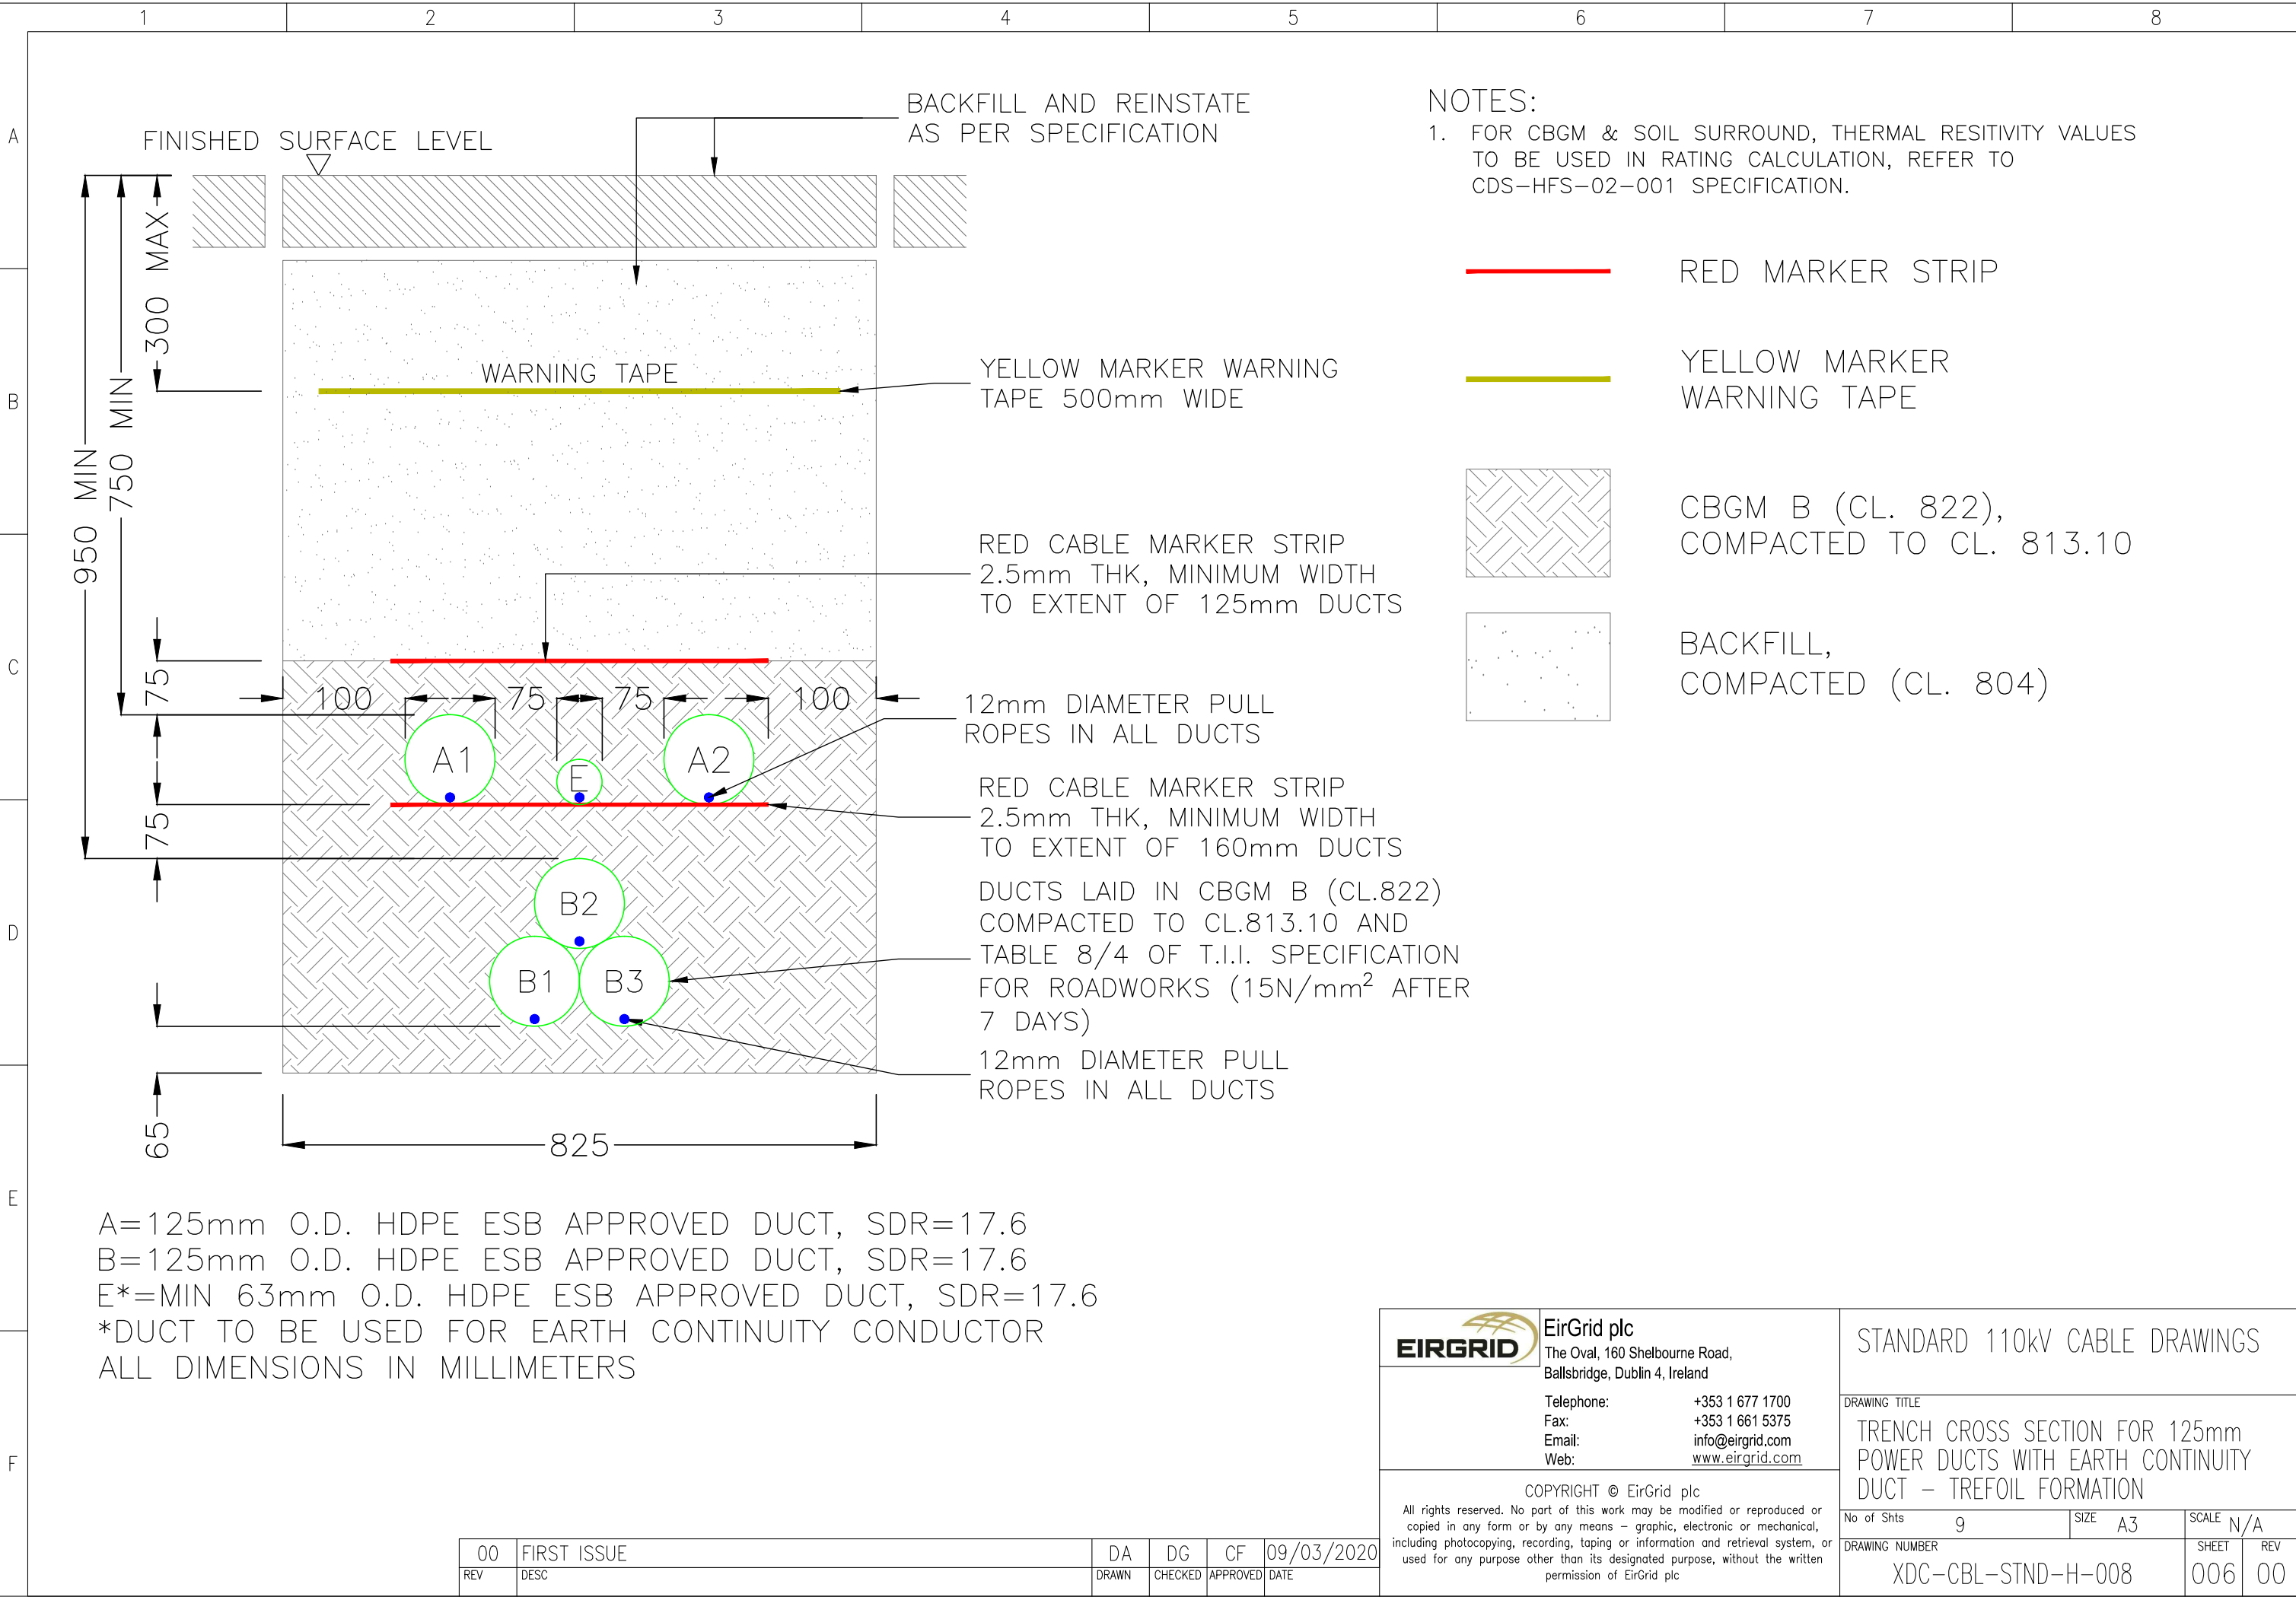 1 2 3 4 5 6 7 8
A
B
C
D
E
F
FINISHED SURFACE LEVEL
BACKFILL AND REINSTATE
AS PER SPECIFICATION
300 MAX
750 MIN
950 MIN
WARNING TAPE
YELLOW MARKER WARNING
TAPE 500mm WIDE
RED CABLE MARKER STRIP
2.5mm THK, MINIMUM WIDTH
TO EXTENT OF 125mm DUCTS
75
100 75 75 100
A1 E A2
12mm DIAMETER PULL
ROPES IN ALL DUCTS
75
RED CABLE MARKER STRIP
2.5mm THK, MINIMUM WIDTH
TO EXTENT OF 160mm DUCTS
B2
B1 B3
DUCTS LAID IN CBGM B (CL.822)
COMPACTED TO CL.813.10 AND
TABLE 8/4 OF T.I.I. SPECIFICATION
FOR ROADWORKS (15N/mm² AFTER
7 DAYS)
12mm DIAMETER PULL
ROPES IN ALL DUCTS
65
825
NOTES:
1. FOR CBGM & SOIL SURROUND, THERMAL RESITIVITY VALUES
TO BE USED IN RATING CALCULATION, REFER TO
CDS-HFS-02-001 SPECIFICATION.
RED MARKER STRIP
YELLOW MARKER
WARNING TAPE
CBGM B (CL. 822),
COMPACTED TO CL. 813.10
BACKFILL,
COMPACTED (CL. 804)
A=125mm O.D. HDPE ESB APPROVED DUCT, SDR=17.6
B=125mm O.D. HDPE ESB APPROVED DUCT, SDR=17.6
E*=MIN 63mm O.D. HDPE ESB APPROVED DUCT, SDR=17.6
*DUCT TO BE USED FOR EARTH CONTINUITY CONDUCTOR
ALL DIMENSIONS IN MILLIMETERS
00 FIRST ISSUE DA DG CF 09/03/2020
REV DESC DRAWN CHECKED APPROVED DATE
EIRGRID
EirGrid plc
The Oval, 160 Shelbourne Road,
Ballsbridge, Dublin 4, Ireland
Telephone: +353 1 677 1700
Fax: +353 1 661 5375
Email: info@eirgrid.com
Web: www.eirgrid.com
COPYRIGHT © EirGrid plc
All rights reserved. No part of this work may be modified or reproduced or
copied in any form or by any means - graphic, electronic or mechanical,
including photocopying, recording, taping or information and retrieval system, or
used for any purpose other than its designated purpose, without the written
permission of EirGrid plc
STANDARD 110kV CABLE DRAWINGS
DRAWING TITLE
TRENCH CROSS SECTION FOR 125mm
POWER DUCTS WITH EARTH CONTINUITY
DUCT - TREFOIL FORMATION
No of Shts 9 SIZE A3 SCALE N/A
DRAWING NUMBER SHEET REV
XDC-CBL-STND-H-008 006 00